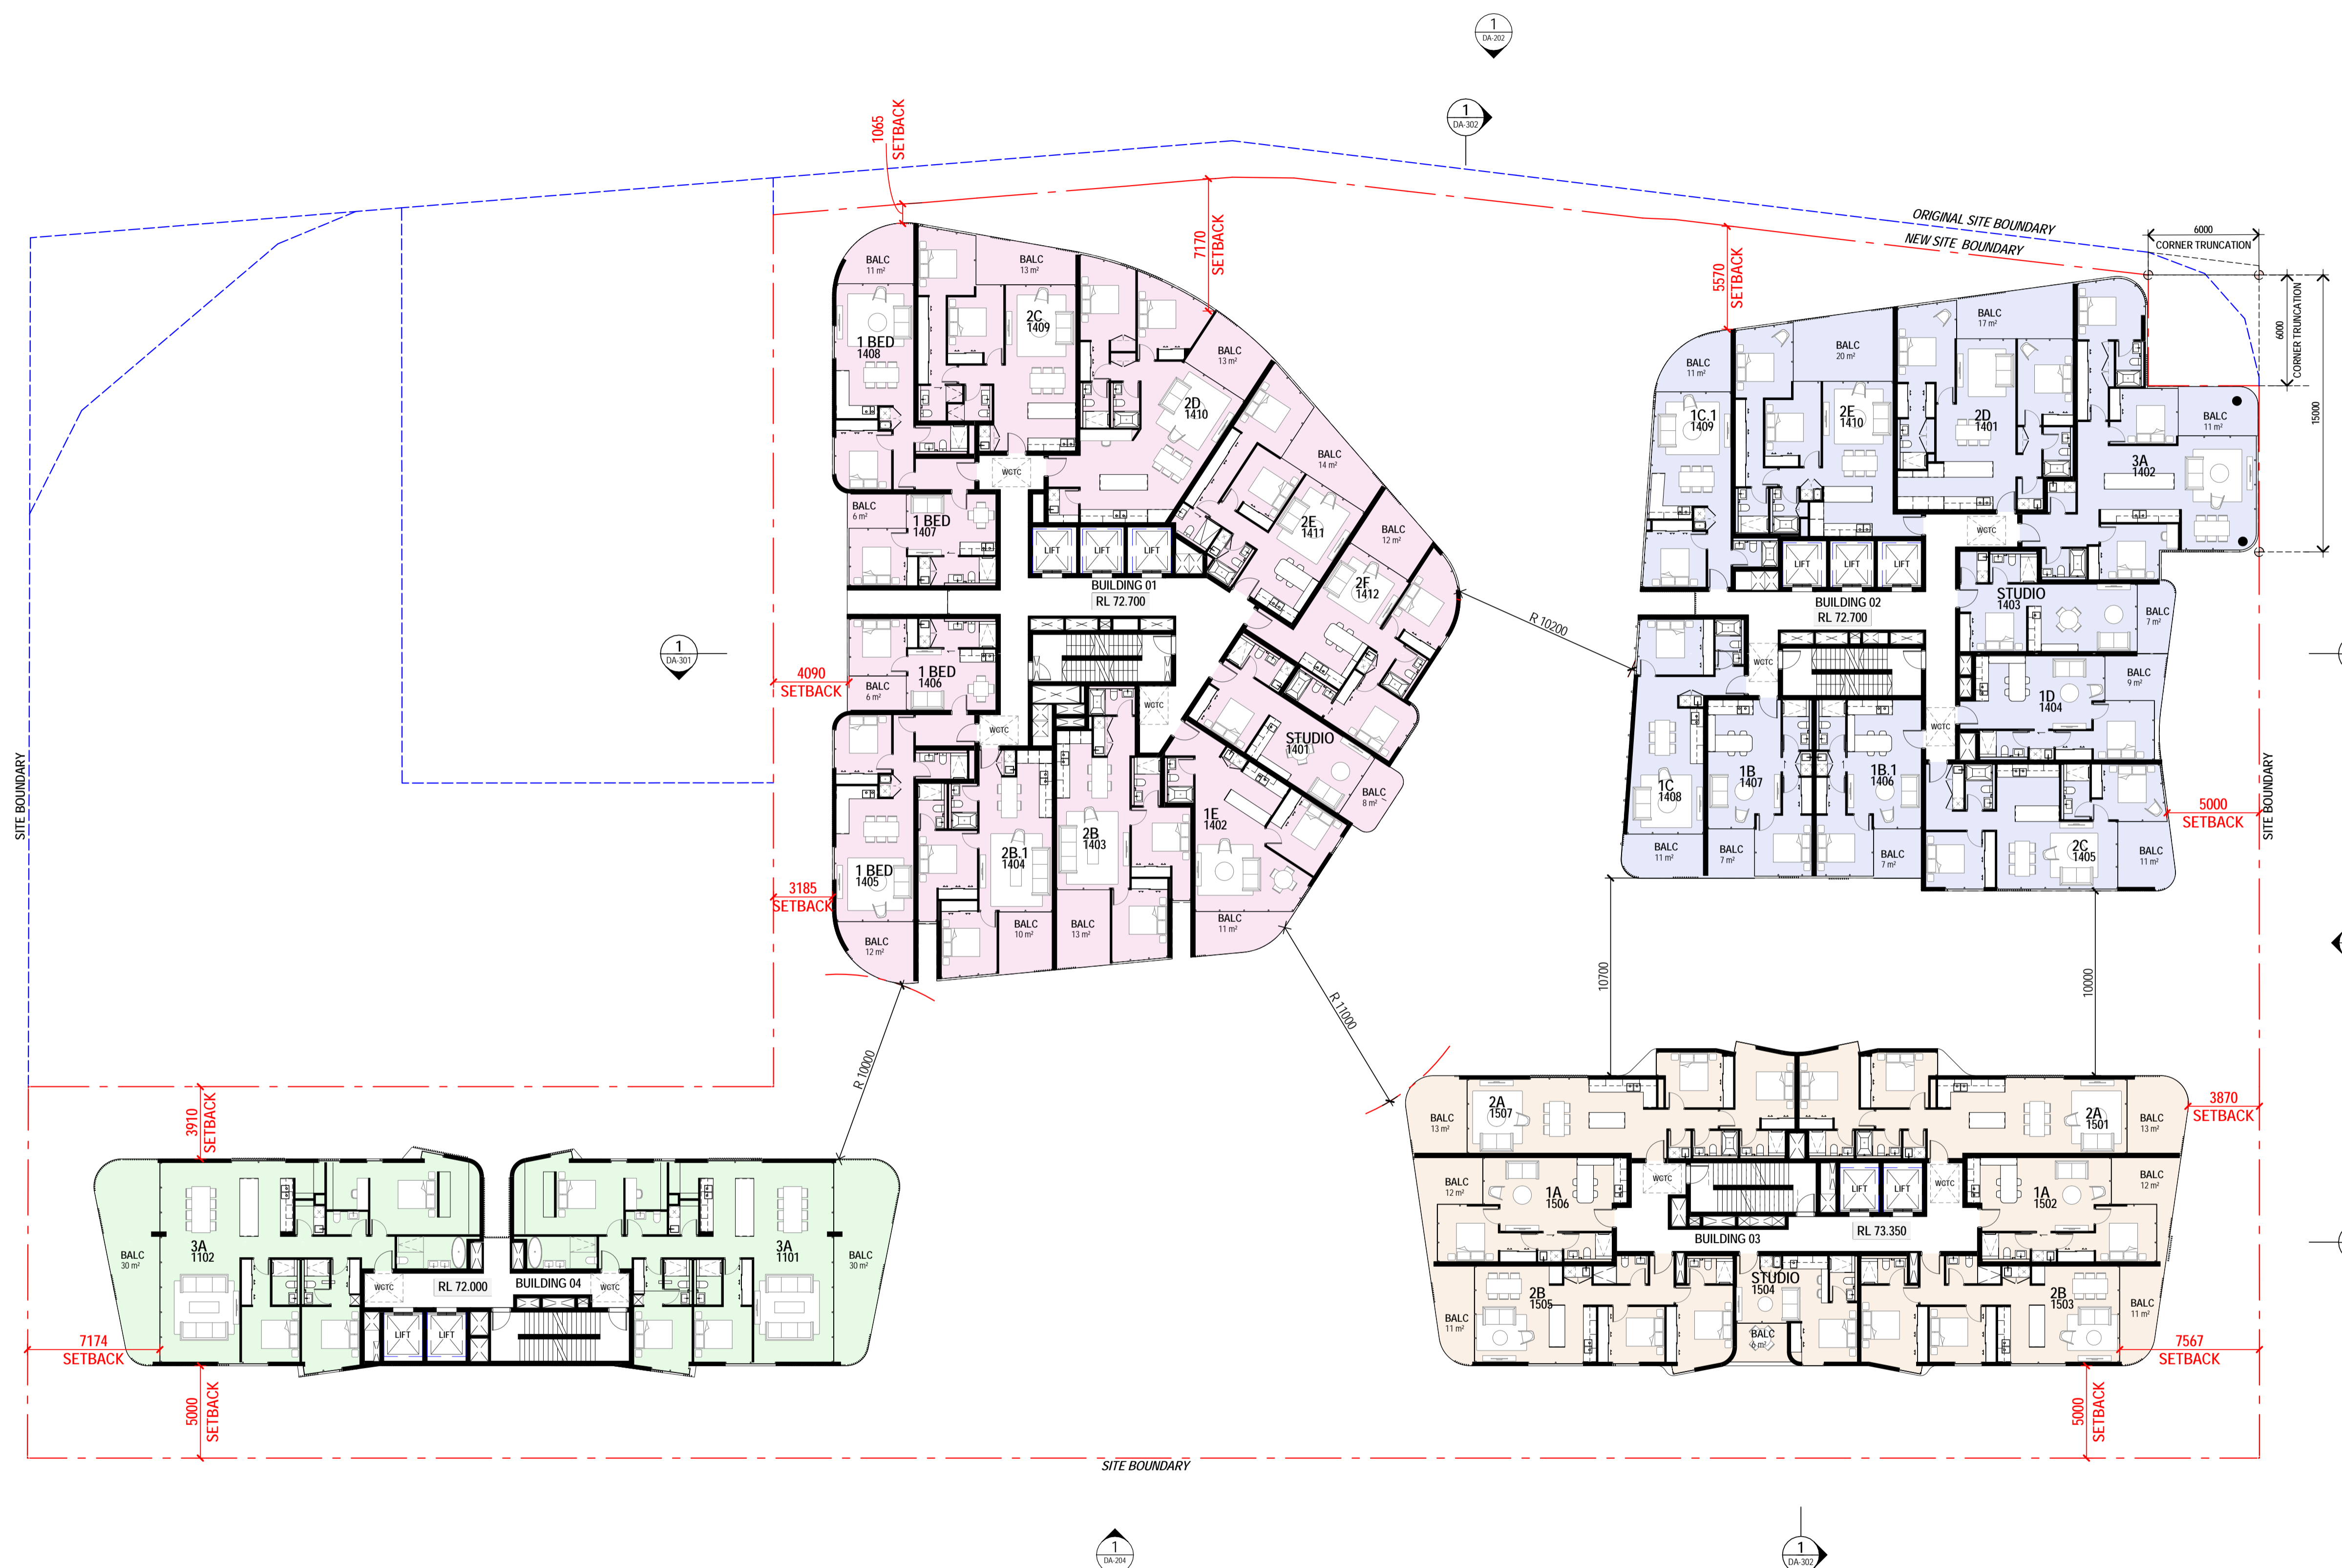 1
DA-202
1
DA-302
1065
SETBACK
7170
SETBACK
5570
SETBACK
ORIGINAL SITE BOUNDARY
NEW SITE BOUNDARY
6000
CORNER TRUNCATION
6000
CORNER TRUNCATION
15000
BALC
11 m²
1 BED
1408
BALC
13 m²
2C
1409
BALC
13 m²
2D
1410
BALC
14 m²
2E
1411
BALC
12 m²
2F
1412
WGTC
BALC
6 m²
1 BED
1407
LIFT
LIFT
LIFT
BUILDING 01
RL 72.700
1 BED
1406
BALC
6 m²
WGTC
WGTC
1 BED
1405
BALC
12 m²
2B.1
1404
BALC
10 m²
2B
1403
BALC
13 m²
1E
1402
BALC
11 m²
STUDIO
1401
BALC
8 m²
4090
SETBACK
3185
SETBACK
1
DA-301
R 10200
R 11000
R 10000
BALC
11 m²
1C.1
1409
BALC
20 m²
2E
1410
BALC
17 m²
2D
1401
BALC
11 m²
3A
1402
WGTC
LIFT
LIFT
LIFT
BUILDING 02
RL 72.700
STUDIO
1403
BALC
7 m²
WGTC
1D
1404
BALC
9 m²
WGTC
1C
1408
BALC
11 m²
1B
1407
BALC
7 m²
1B.1
1406
BALC
7 m²
2C
1405
BALC
11 m²
5000
SETBACK
SITE BOUNDARY
SITE BOUNDARY
10700
10000
3910
SETBACK
3A
1102
BALC
30 m²
3A
1101
BALC
30 m²
WGTC
RL 72.000
BUILDING 04
WGTC
LIFT
LIFT
7174
SETBACK
5000
SETBACK
BALC
13 m²
2A
1507
2A
1501
BALC
13 m²
3870
SETBACK
BALC
12 m²
1A
1506
WGTC
LIFT
LIFT
WGTC
1A
1502
BALC
12 m²
BUILDING 03
RL 73.350
BALC
11 m²
2B
1505
STUDIO
1504
BALC
2B
1503
BALC
11 m²
7567
SETBACK
5000
SETBACK
SITE BOUNDARY
1
DA-204
1
DA-302